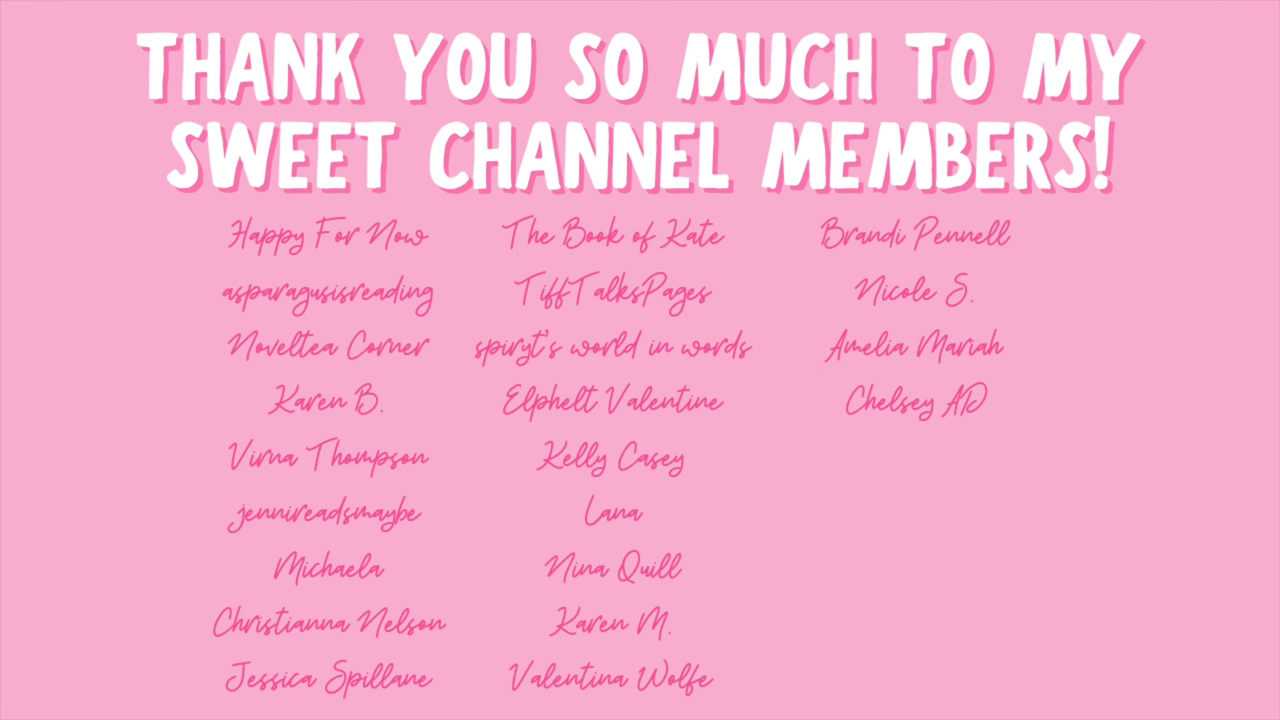 THANK YOU SO MUCH TO MY
SWEET CHANNEL MEMBERS!
Happy For Now
asparagusisreading
Noveltea Corner
Karen B.
Virna Thompson
jennireadsmaybe
Michaela
Christianna Nelson
Jessica Spillane
The Book of Kate
TiffTalksPages
spiryt's world in words
Elphelt Valentine
Kelly Casey
Lana
Nina Quill
Karen M.
Valentina Wolfe
Brandi Pennell
Nicole S.
Amelia Mariah
Chelsey AD